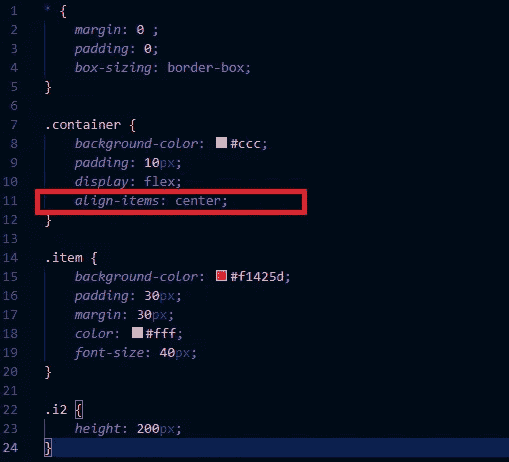 1 * {
2 margin: 0 ;
3 padding: 0;
4 box-sizing: border-box;
5 }
6
7 .container {
8 background-color: #ccc;
9 padding: 10px;
10 display: flex;
11 align-items: center;
12 }
13
14 .item {
15 background-color: #f1425d;
16 padding: 30px;
17 margin: 30px;
18 color: #fff;
19 font-size: 40px;
20 }
21
22 .i2 {
23 height: 200px;
24 }